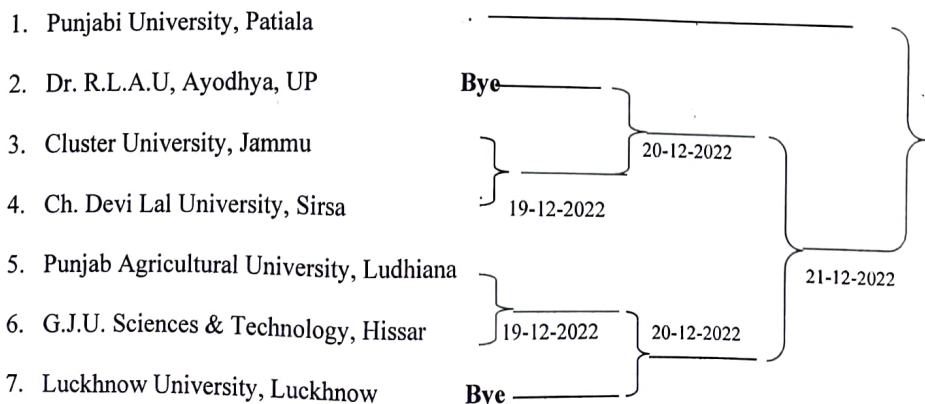 1. Punjabi University, Patiala
2. Dr. R.L.A.U, Ayodhya, UP Bye
3. Cluster University, Jammu
20-12-2022
4. Ch. Devi Lal University, Sirsa
19-12-2022
5. Punjab Agricultural University, Ludhiana
21-12-2022
6. G.J.U. Sciences & Technology, Hissar
19-12-2022
20-12-2022
7. Luckhnow University, Luckhnow Bye